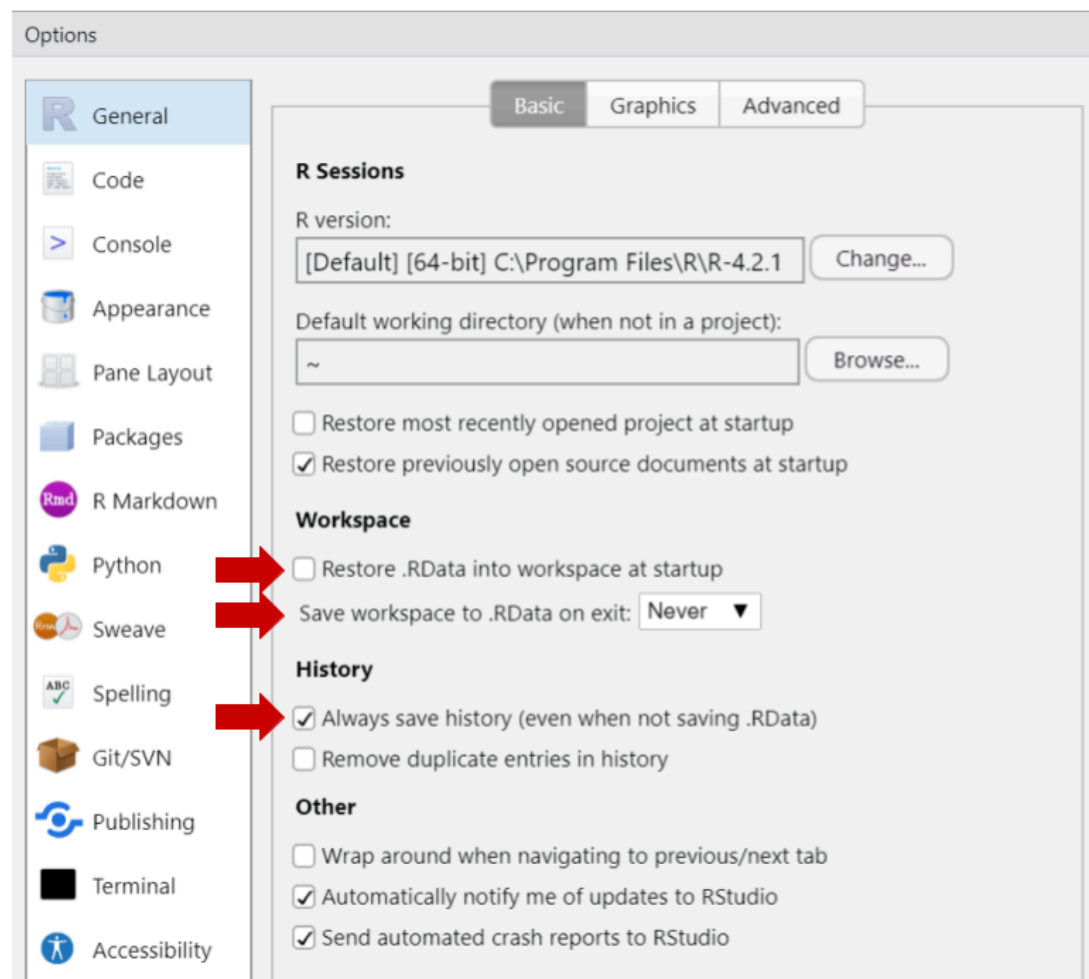 Options
General
Code
Console
Appearance
Pane Layout
Packages
Rmd R Markdown
Python
Sweave
ABC Spelling
Git/SVN
Publishing
Terminal
Accessibility
Basic Graphics Advanced
R Sessions
R version:
[Default] [64-bit] C:\Program Files\R\R-4.2.1 Change...
Default working directory (when not in a project):
~ Browse...
Restore most recently opened project at startup
Restore previously open source documents at startup
Workspace
Restore .RData into workspace at startup
Save workspace to .RData on exit: Never
History
Always save history (even when not saving .RData)
Remove duplicate entries in history
Other
Wrap around when navigating to previous/next tab
Automatically notify me of updates to RStudio
Send automated crash reports to RStudio